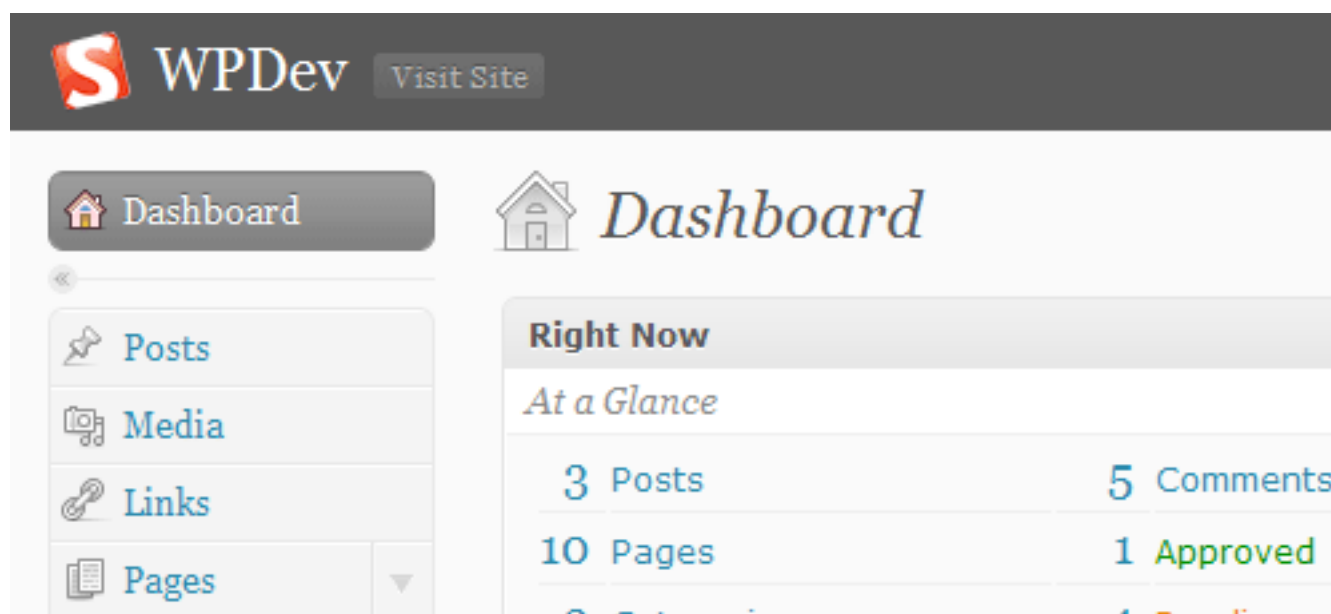 WPDev Visit Site
Dashboard
Posts
Media
Links
Pages
Dashboard
Right Now
At a Glance
3 Posts 5 Comments
10 Pages 1 Approved